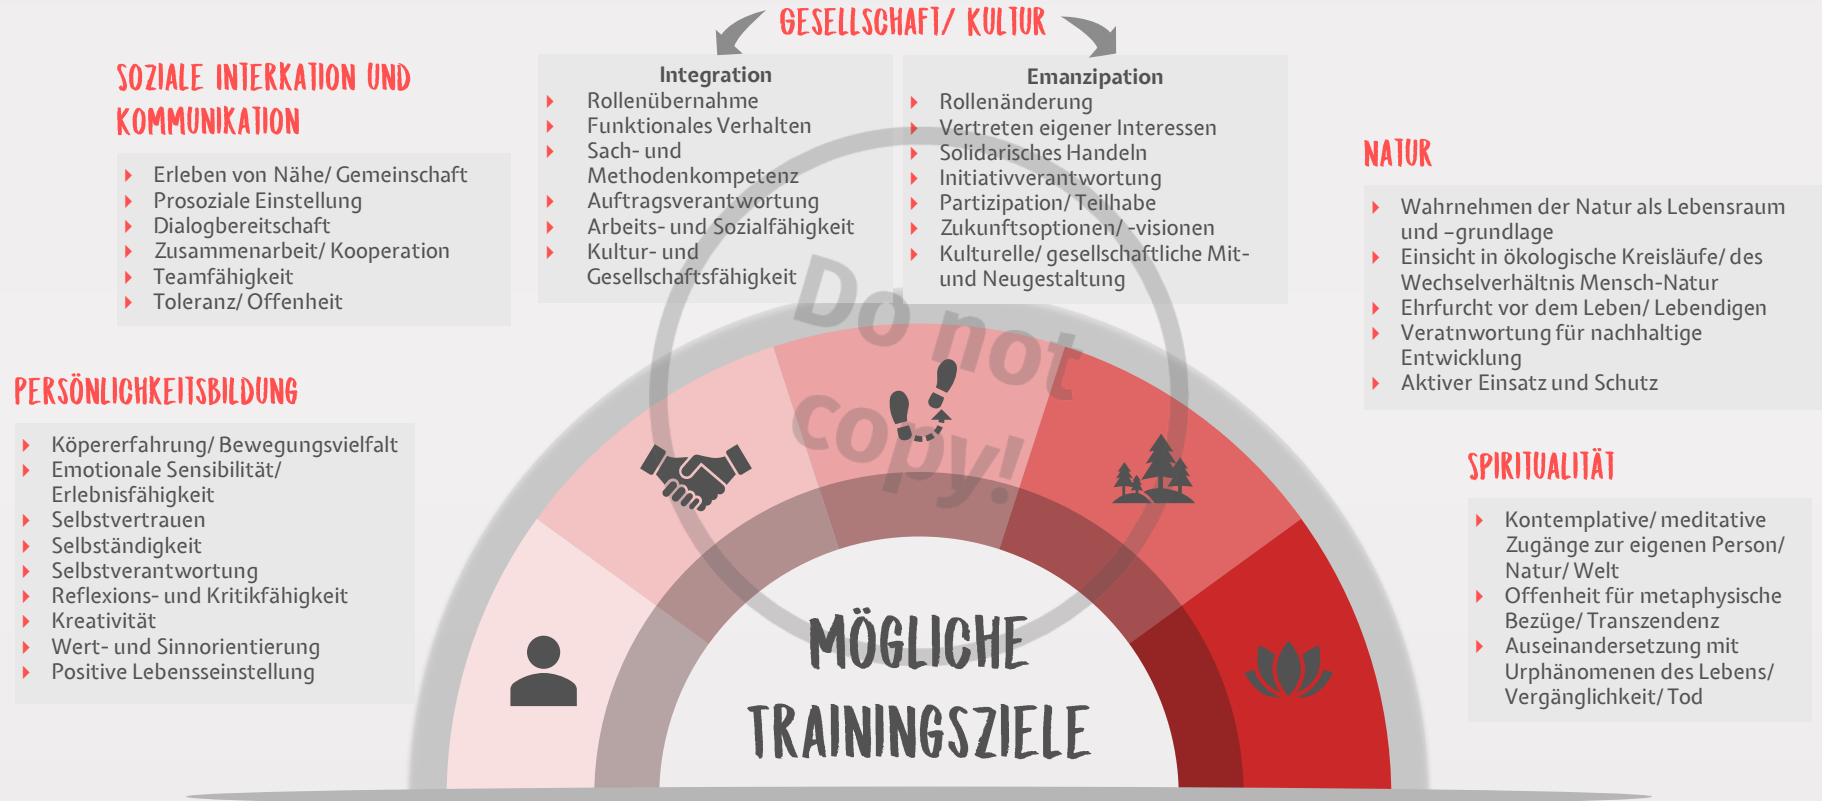 GESELLSCHAFT/ KULTUR
SOZIALE INTERKATION UND
KOMMUNIKATION
Erleben von Nähe/ Gemeinschaft
Prosoziale Einstellung
Dialogbereitschaft
Zusammenarbeit/ Kooperation
Teamfähigkeit
Toleranz/ Offenheit
Integration
Rollenübernahme
Funktionales Verhalten
Sach- und
Methodenkompetenz
Auftragsverantwortung
Arbeits- und Sozialfähigkeit
Kultur- und
Gesellschaftsfähigkeit
Emanzipation
Rollenänderung
Vertreten eigener Interessen
Solidarisches Handeln
Initiativverantwortung
Partizipation/ Teilhabe
Zukunftsoptionen/ -visionen
Kulturelle/ gesellschaftliche Mit-
und Neugestaltung
NATUR
Wahrnehmen der Natur als Lebensraum
und –grundlage
Einsicht in ökologische Kreisläufe/ des
Wechselverhältnis Mensch-Natur
Ehrfurcht vor dem Leben/ Lebendigen
Veratnwortung für nachhaltige
Entwicklung
Aktiver Einsatz und Schutz
PERSÖNLICHKEITSBILDUNG
Köpererfahrung/ Bewegungsvielfalt
Emotionale Sensibilität/
Erlebnisfähigkeit
Selbstvertrauen
Selbständigkeit
Selbstverantwortung
Reflexions- und Kritikfähigkeit
Kreativität
Wert- und Sinnorientierung
Positive Lebensseinstellung
SPIRITUALITÄT
Kontemplative/ meditative
Zugänge zur eigenen Person/
Natur/ Welt
Offenheit für metaphysische
Bezüge/ Transzendenz
Auseinandersetzung mit
Urphänomenen des Lebens/
Vergänglichkeit/ Tod
Do not
copy!
MÖGLICHE
TRAININGSZIELE